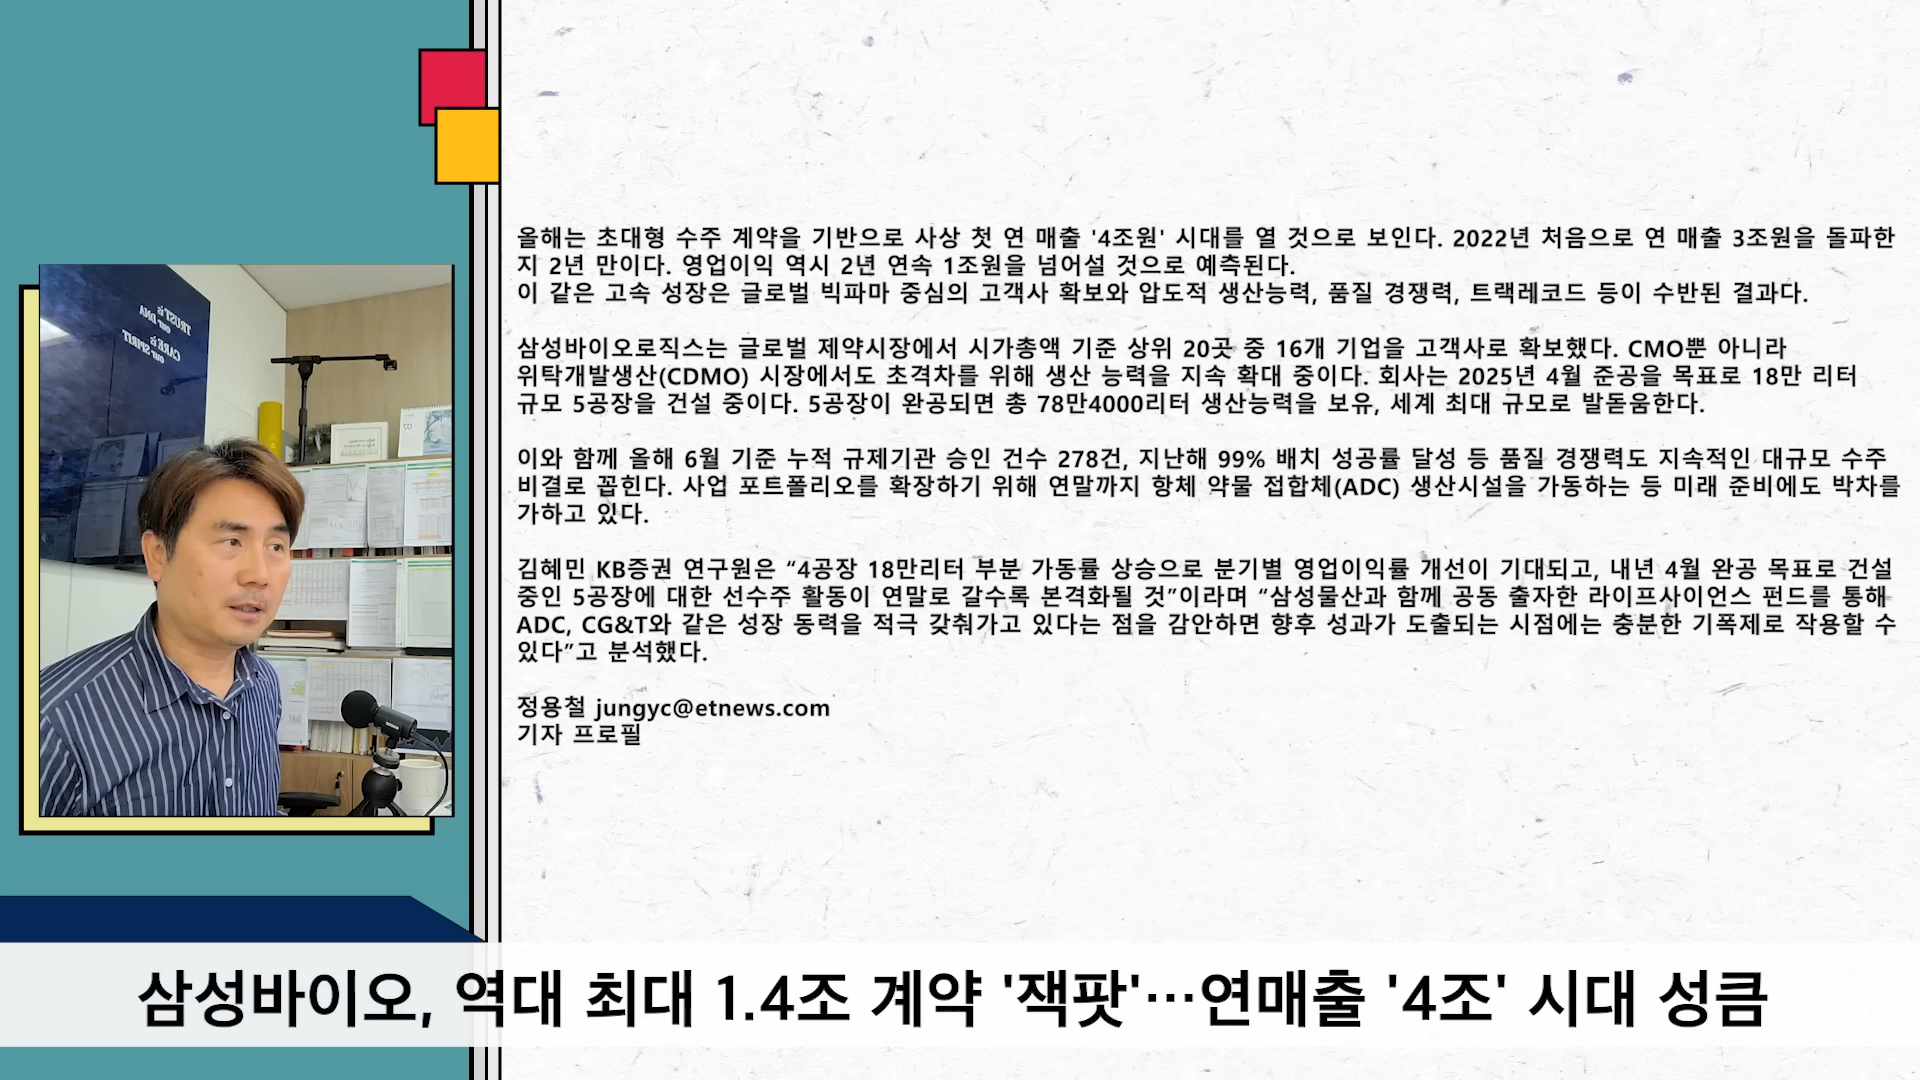 올해는 초대형 수주 계약을 기반으로 사상 첫 연 매출 '4조원' 시대를 열 것으로 보인다. 2022년 처음으로 연 매출 3조원을 돌파한
지 2년 만이다. 영업이익 역시 2년 연속 1조원을 넘어설 것으로 예측된다.
이 같은 고속 성장은 글로벌 빅파마 중심의 고객사 확보와 압도적 생산능력, 품질 경쟁력, 트랙레코드 등이 수반된 결과다.
삼성바이오로직스는 글로벌 제약시장에서 시가총액 기준 상위 20곳 중 16개 기업을 고객사로 확보했다. CMO뿐 아니라
위탁개발생산(CDMO) 시장에서도 초격차를 위해 생산 능력을 지속 확대 중이다. 회사는 2025년 4월 준공을 목표로 18만 리터
규모 5공장을 건설 중이다. 5공장이 완공되면 총 78만4000리터 생산능력을 보유, 세계 최대 규모로 발돋움한다.
이와 함께 올해 6월 기준 누적 규제기관 승인 건수 278건, 지난해 99% 배치 성공률 달성 등 품질 경쟁력도 지속적인 대규모 수주
비결로 꼽힌다. 사업 포트폴리오를 확장하기 위해 연말까지 항체 약물 접합체(ADC) 생산시설을 가동하는 등 미래 준비에도 박차를
가하고 있다.
김혜민 KB증권 연구원은 “4공장 18만리터 부분 가동률 상승으로 분기별 영업이익률 개선이 기대되고, 내년 4월 완공 목표로 건설
중인 5공장에 대한 선수주 활동이 연말로 갈수록 본격화될 것”이라며 “삼성물산과 함께 공동 출자한 라이프사이언스 펀드를 통해
ADC, CG&T와 같은 성장 동력을 적극 갖춰가고 있다는 점을 감안하면 향후 성과가 도출되는 시점에는 충분한 기폭제로 작용할 수
있다”고 분석했다.
정용철 jungyc@etnews.com
기자 프로필
TRUST is
our DNA
CARE is
our SPIRIT
07
삼성바이오, 역대 최대 1.4조 계약 '잭팟'…연매출 '4조' 시대 성큼